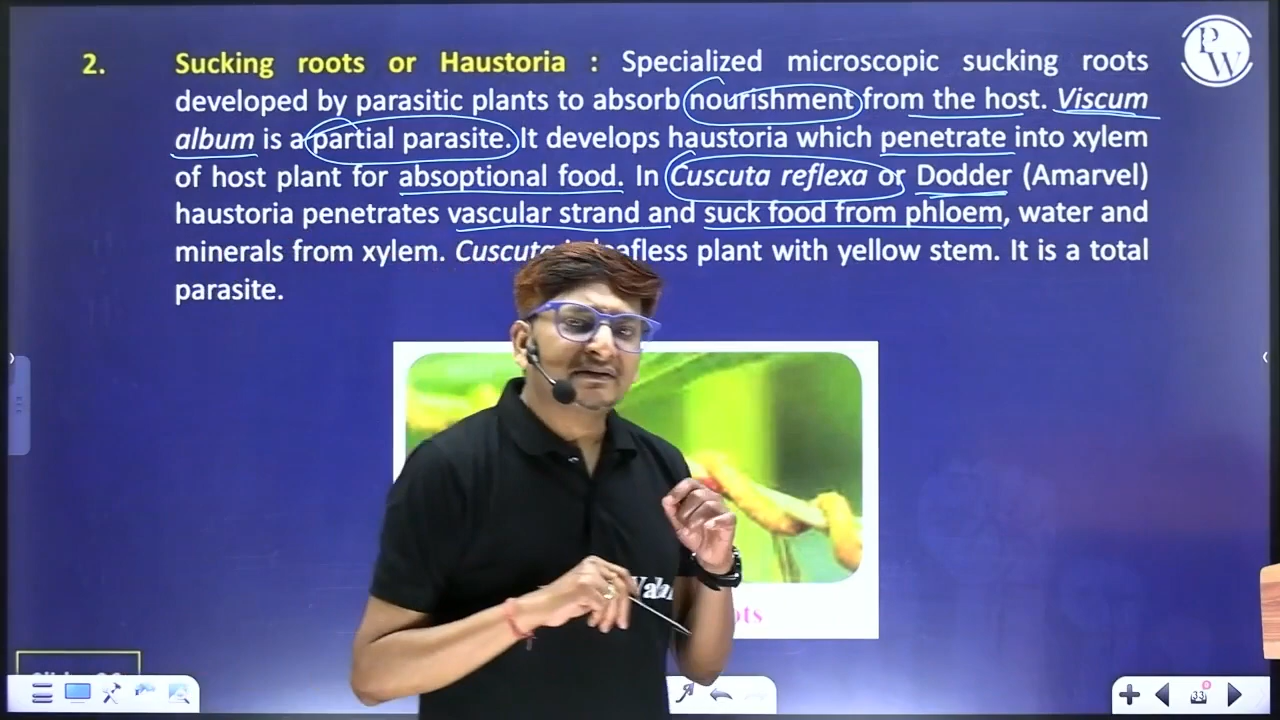 PW
2. Sucking roots or Haustoria : Specialized microscopic sucking roots
developed by parasitic plants to absorb nourishment from the host. Viscum
album is a partial parasite. It develops haustoria which penetrate into xylem
of host plant for absoptional food. In Cuscuta reflexa or Dodder (Amarvel)
haustoria penetrates vascular strand and suck food from phloem, water and
minerals from xylem. Cuscuta leafless plant with yellow stem. It is a total
parasite.
33